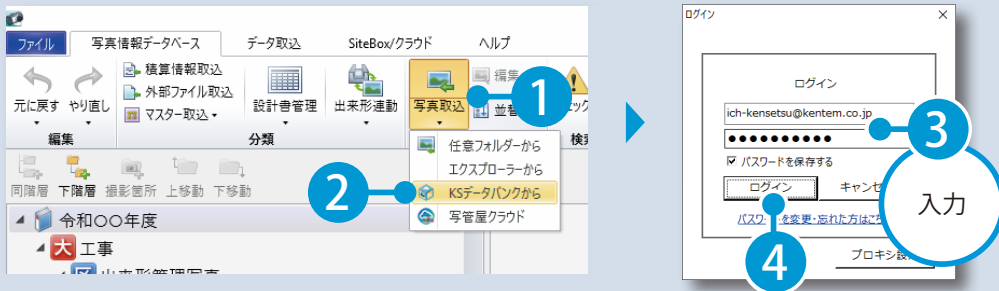 ファイル 写真情報データベース データ取込 SiteBox/クラウド ヘルプ
元に戻す やり直し
積算情報取込
外部ファイル取込
マスター取込
設計書管理 出来形連動 写真取込
編集
並替
編集 分類
1
同階層 下階層 撮影箇所 上移動 下移動
任意フォルダーから
エクスプローラーから
2 KSデータバンクから
写管屋クラウド
令和〇〇年度
大 工事
出来形管理写真
ログイン
ログイン
ich-kensetsu@kentem.co.jp
●●●●●●●●●●
3
パスワードを保存する
ログイン キャンセ
入力
パスワ を変更・忘れた方はこち
4
プロキシ設